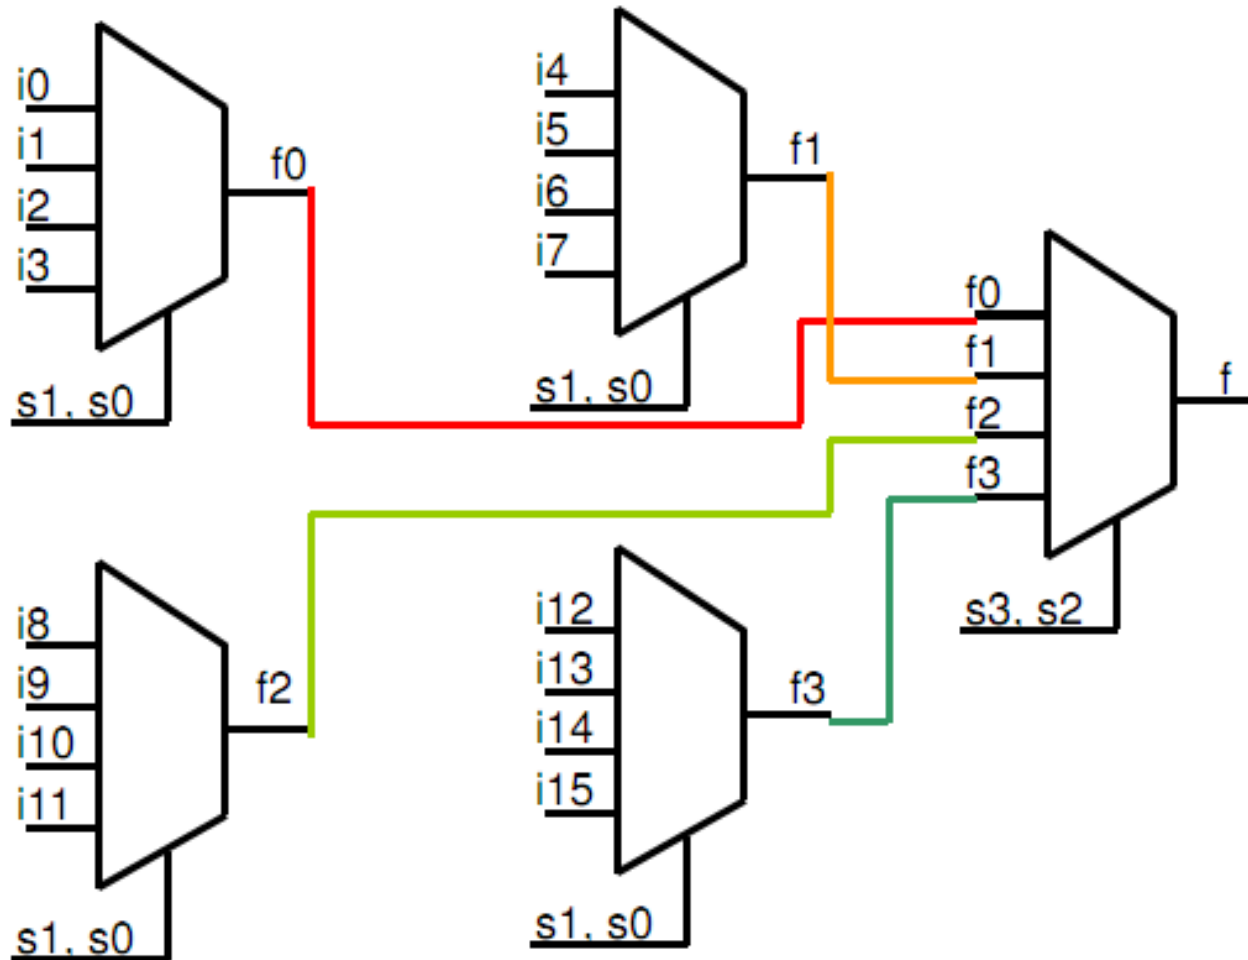 i0
i1
i2
i3
f0
s1, s0
i4
i5
i6
i7
f1
s1, s0
f0
f1
f2
f3
f
s3, s2
i8
i9
i10
i11
f2
s1, s0
i12
i13
i14
i15
f3
s1, s0